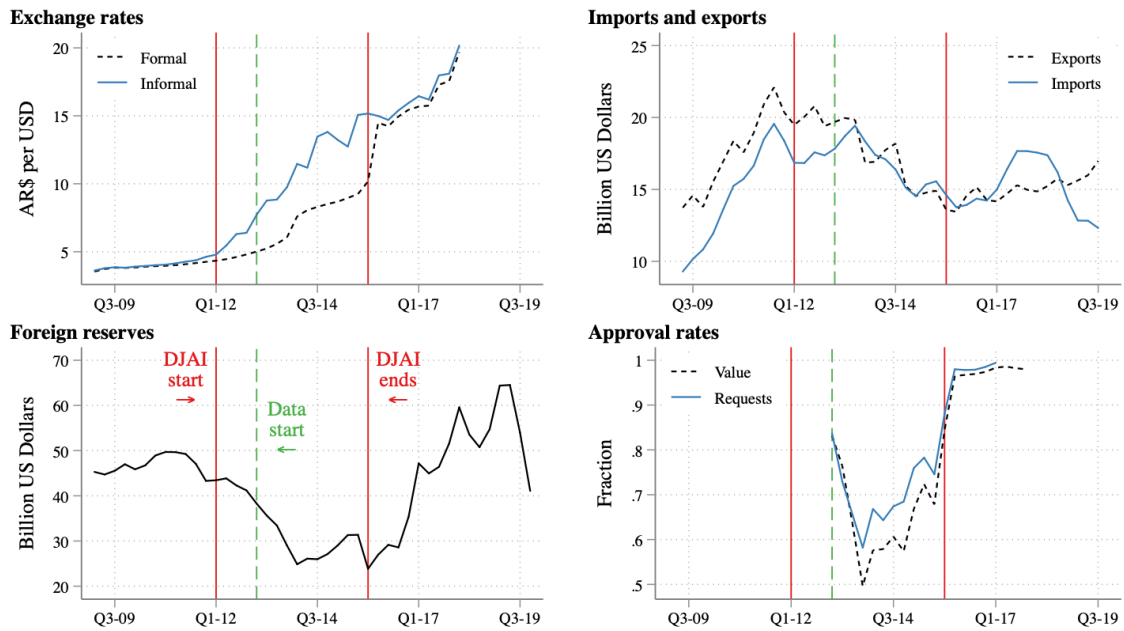 Exchange rates
AR$ per USD
20
15
10
5
Formal
Informal
Q3-09
Q1-12
Q3-14
Q1-17
Q3-19
Imports and exports
Billion US Dollars
25
20
15
10
Exports
Imports
Q3-09
Q1-12
Q3-14
Q1-17
Q3-19
Foreign reserves
Billion US Dollars
70
60
50
40
30
20
DJAI
start
→
Data
start
←
DJAI
ends
←
Q3-09
Q1-12
Q3-14
Q1-17
Q3-19
Approval rates
Fraction
1
.9
.8
.7
.6
.5
Value
Requests
Q3-09
Q1-12
Q3-14
Q1-17
Q3-19